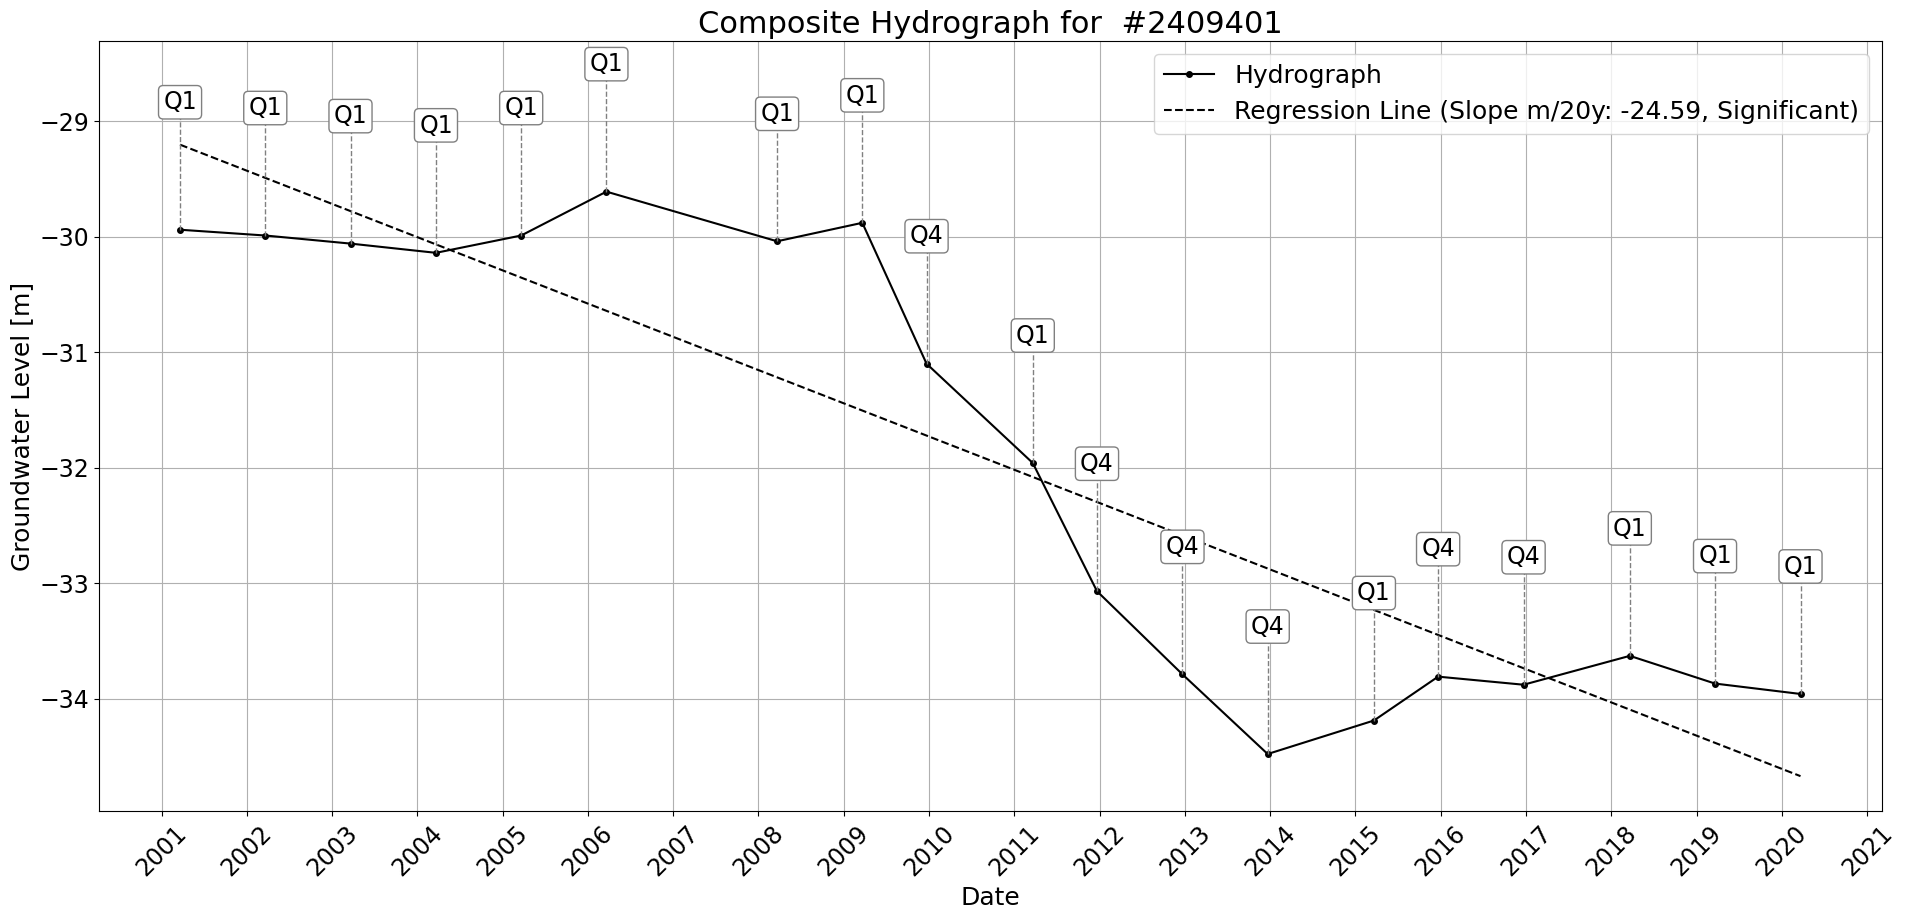 Composite Hydrograph for  #2409401
Hydrograph
Regression Line (Slope m/20y: -24.59, Significant)
Q1
Q1
Q1
Q1
Q1
Q1
Q1
Q1
Q4
Q1
Q4
Q4
Q4
Q1
Q4
Q4
Q1
Q1
Q1
Groundwater Level [m]
−29
−30
−31
−32
−33
−34
2001
2002
2003
2004
2005
2006
2007
2008
2009
2010
2011
2012
2013
2014
2015
2016
2017
2018
2019
2020
2021
Date